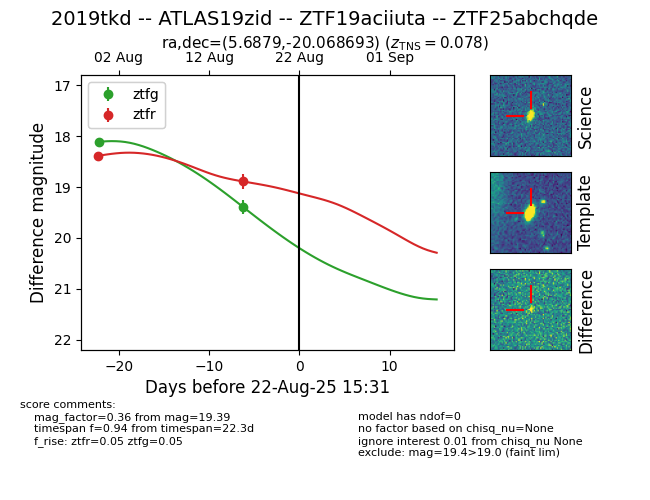 2019tkd -- ATLAS19zid -- ZTF19aciiuta -- ZTF25abchqde
ra,dec=(5.6879,-20.068693) (z_TNS = 0.078)
02 Aug 12 Aug 22 Aug 01 Sep
ztfg
ztfr
17
18
19
20
21
22
Difference magnitude
−20 −10 0 10
Days before 22-Aug-25 15:31
Science
Template
Difference
score comments:
mag_factor=0.36 from mag=19.39
timespan f=0.94 from timespan=22.3d
f_rise: ztfr=0.05 ztfg=0.05
model has ndof=0
no factor based on chisq_nu=None
ignore interest 0.01 from chisq_nu None
exclude: mag=19.4>19.0 (faint lim)